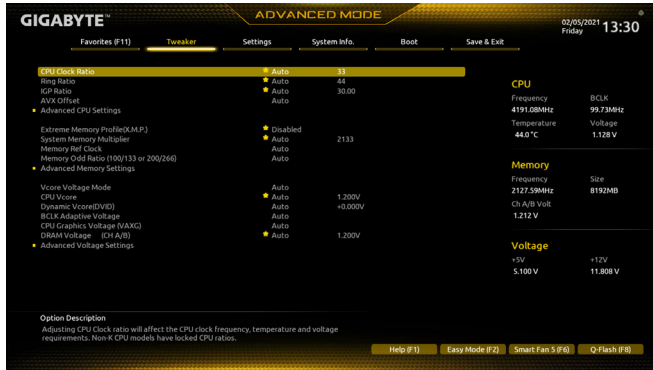 GIGABYTE™
ADVANCED MODE
02/05/2021 13:30
Friday
Favorites (F11) Tweaker Settings System Info. Boot Save & Exit
CPU Clock Ratio Auto 33
Ring Ratio Auto 44
IGP Ratio Auto 30.00
AVX Offset Auto
Advanced CPU Settings
Extreme Memory Profile(X.M.P.) Disabled
System Memory Multiplier Auto 2133
Memory Ref Clock Auto
Memory Odd Ratio (100/133 or 200/266) Auto
Advanced Memory Settings
Vcore Voltage Mode Auto
CPU Vcore Auto 1.200V
Dynamic Vcore(DVID) Auto +0.000V
BCLK Adaptive Voltage Auto
CPU Graphics Voltage (VAXG) Auto
DRAM Voltage (CH A/B) Auto 1.200V
Advanced Voltage Settings
CPU
Frequency BCLK
4191.08MHz 99.73MHz
Temperature Voltage
44.0°C 1.128 V
Memory
Frequency Size
2127.59MHz 8192MB
Ch A/B Volt
1.212 V
Voltage
+5V +12V
5.100 V 11.808 V
Option Description
Adjusting CPU Clock ratio will affect the CPU clock frequency, temperature and voltage
requirements. Non-K CPU models have locked CPU ratios.
Help (F1) Easy Mode (F2) Smart Fan 5 (F6) Q-Flash (F8)